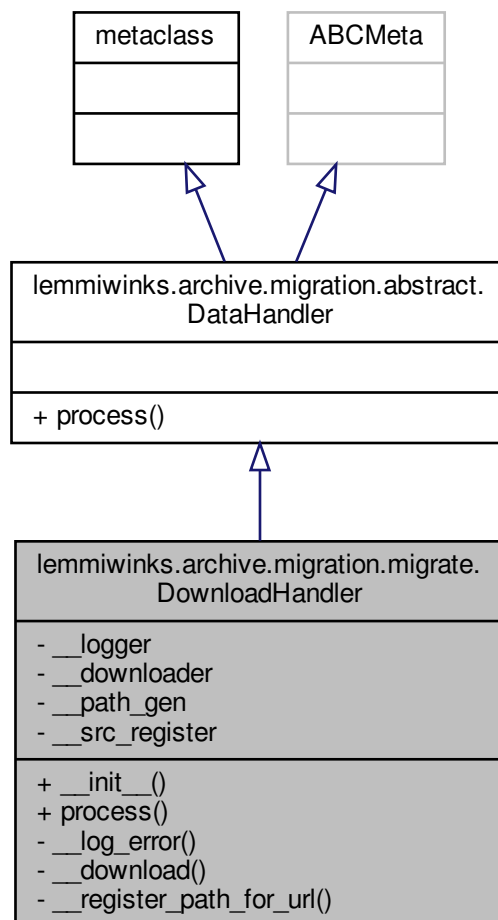 metaclass
ABCMeta
lemmiwinks.archive.migration.abstract.
DataHandler
+ process()
lemmiwinks.archive.migration.migrate.
DownloadHandler
- __logger
- __downloader
- __path_gen
- __src_register
+ __init__()
+ process()
- __log_error()
- __download()
- __register_path_for_url()